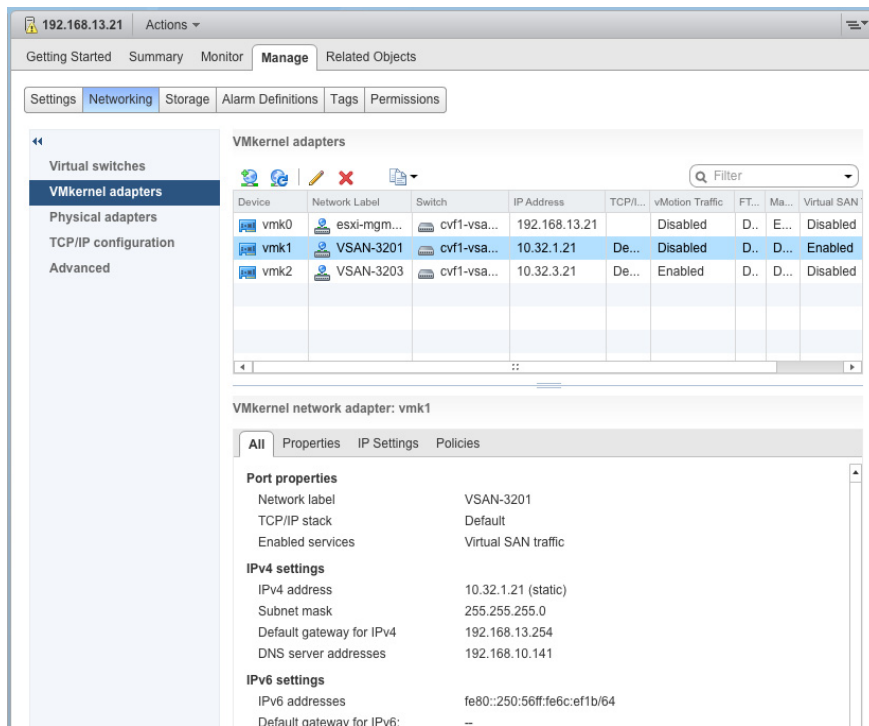 192.168.13.21 Actions
Getting Started Summary Monitor Manage Related Objects
Settings Networking Storage Alarm Definitions Tags Permissions
VMkernel adapters
Virtual switches
VMkernel adapters
Physical adapters
TCP/IP configuration
Advanced
Filter
Device Network Label Switch IP Address TCP/I... vMotion Traffic FT... Ma... Virtual SAN
vmk0 esxi-mgm... cvf1-vsa... 192.168.13.21 Disabled D.. E... Disabled
vmk1 VSAN-3201 cvf1-vsa... 10.32.1.21 De... Disabled D.. D... Enabled
vmk2 VSAN-3203 cvf1-vsa... 10.32.3.21 De... Enabled D.. D... Disabled
VMkernel network adapter: vmk1
All Properties IP Settings Policies
Port properties
Network label VSAN-3201
TCP/IP stack Default
Enabled services Virtual SAN traffic
IPv4 settings
IPv4 address 10.32.1.21 (static)
Subnet mask 255.255.255.0
Default gateway for IPv4 192.168.13.254
DNS server addresses 192.168.10.141
IPv6 settings
IPv6 addresses fe80::250:56ff:fe6c:ef1b/64
Default gateway for IPv6: --